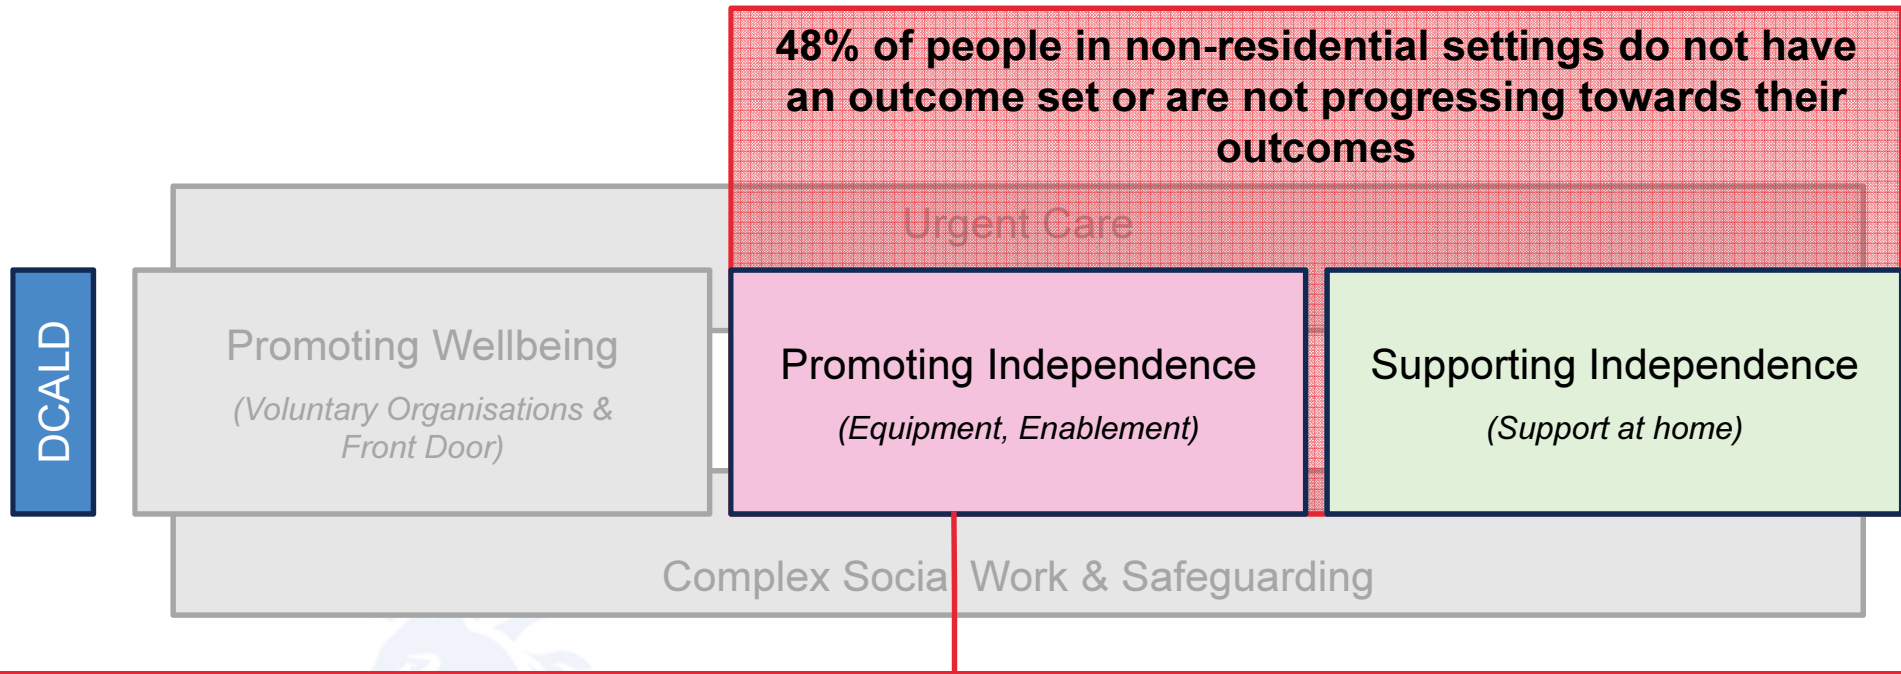 48% of people in non-residential settings do not have
an outcome set or are not progressing towards their
outcomes
Urgent Care
DCALD
Promoting Wellbeing
(Voluntary Organisations &
Front Door)
Promoting Independence
(Equipment, Enablement)
Supporting Independence
(Support at home)
Complex Social Work & Safeguarding